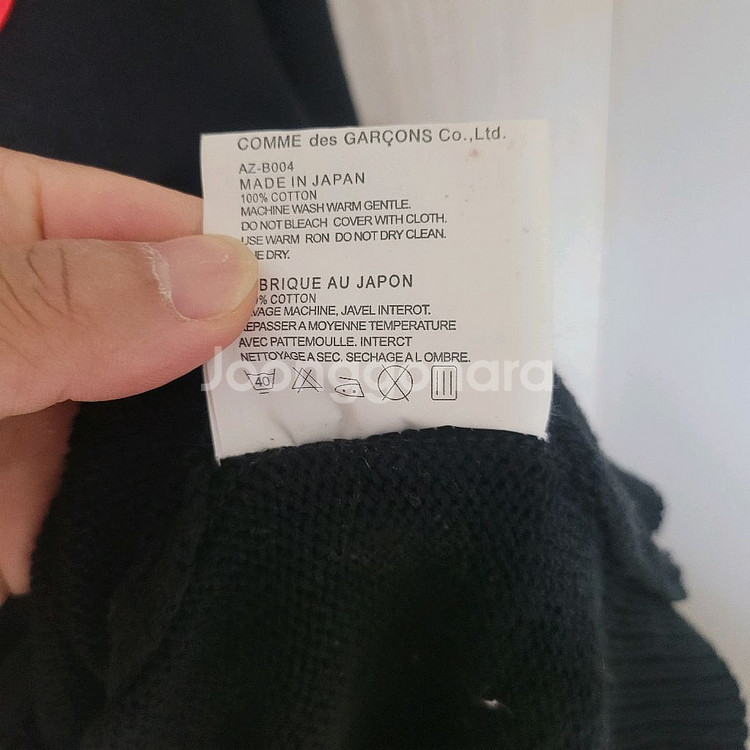 COMME des GARÇONS Co.,Ltd.
AZ-B004
MADE IN JAPAN
100% COTTON
MACHINE WASH WARM GENTLE.
DO NOT BLEACH COVER WITH CLOTH.
USE WARM RON DO NOT DRY CLEAN.
DRY.
BRIQUE AU JAPON
% COTTON
VAGE MACHINE, JAVEL INTEROT.
EPASSER A MOYENNE TEMPERATURE
AVEC PATTEMOULLE. INTERCT
NETTOYAGE A SEC. SECHAGE A L OMBRE.
Joonggonara
40